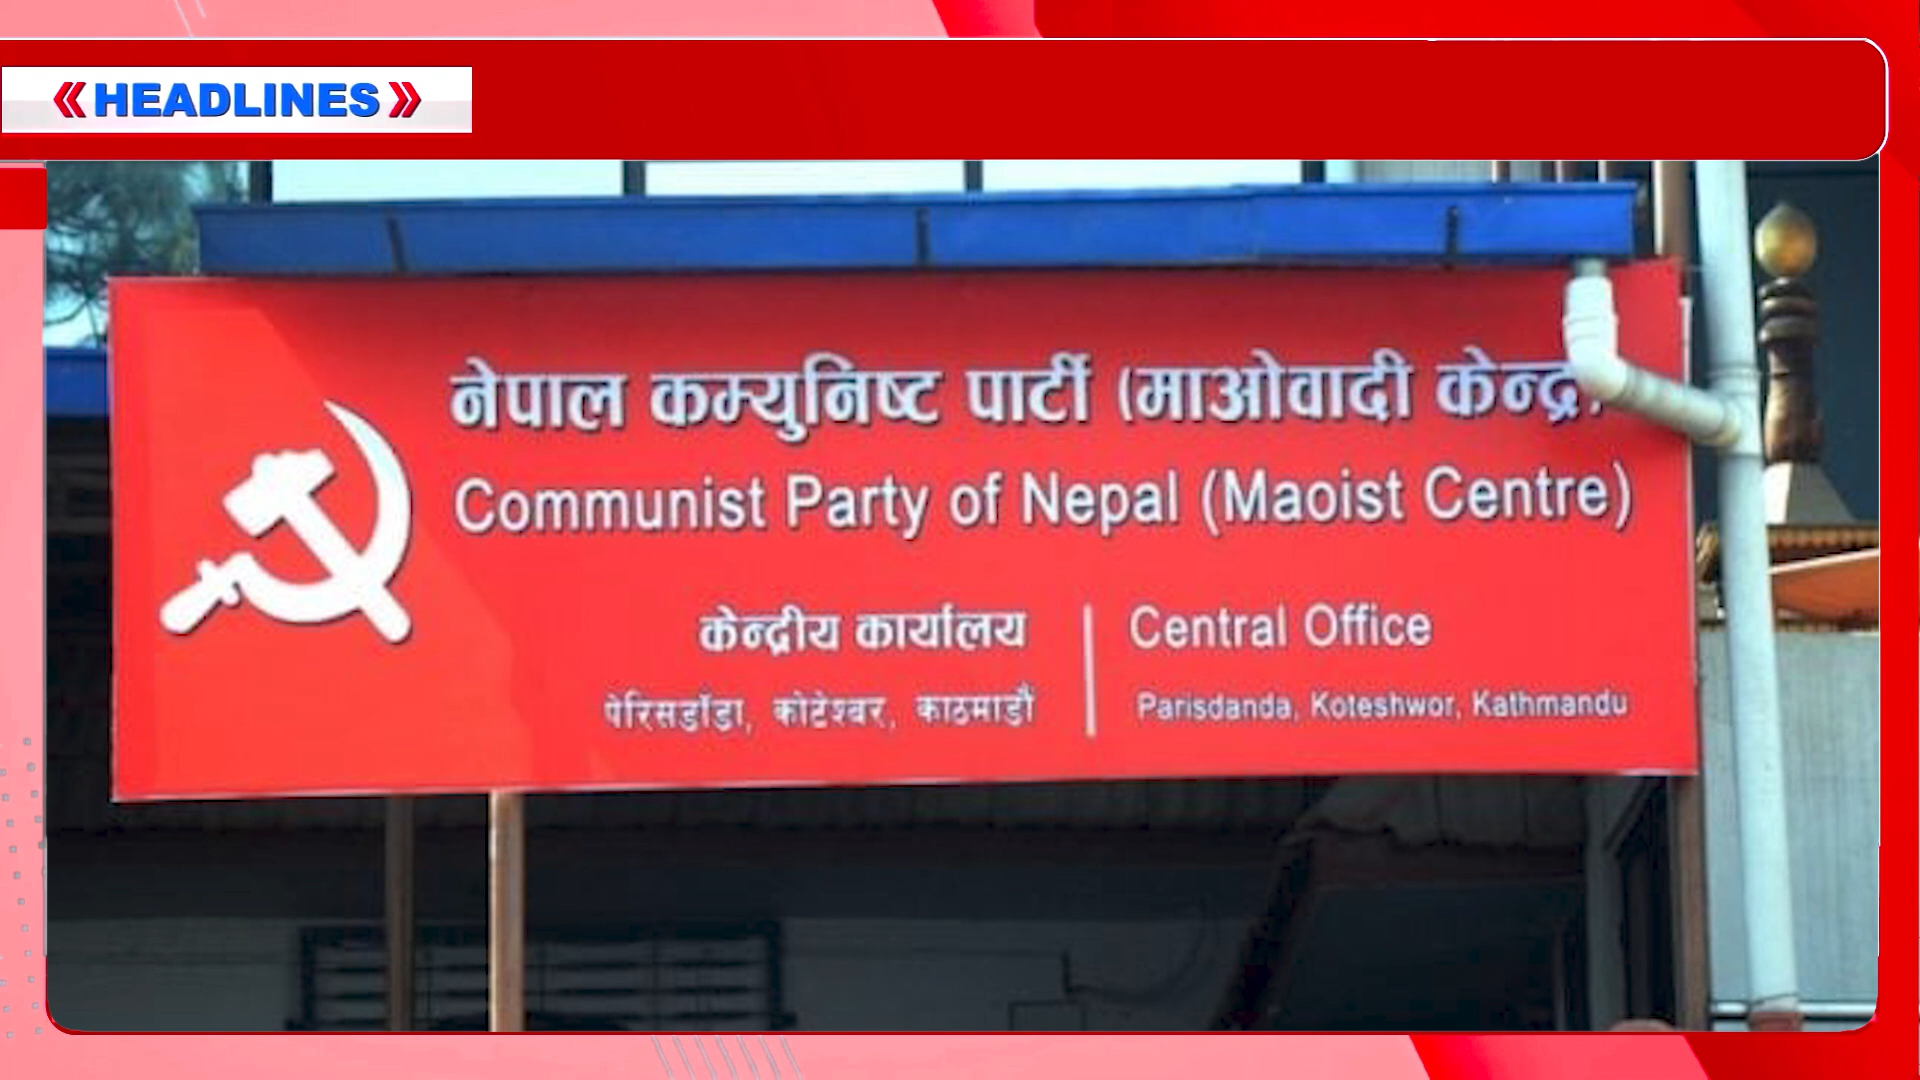 HEADLINES
नेपाल कम्युनिष्ट पार्टी (माओवादी केन्द्र)
Communist Party of Nepal (Maoist Centre)
केन्द्रीय कार्यालय
पेरिसडाँडा, कोटेश्वर, काठमाडौं
Central Office
Parisdanda, Koteshwor, Kathmandu